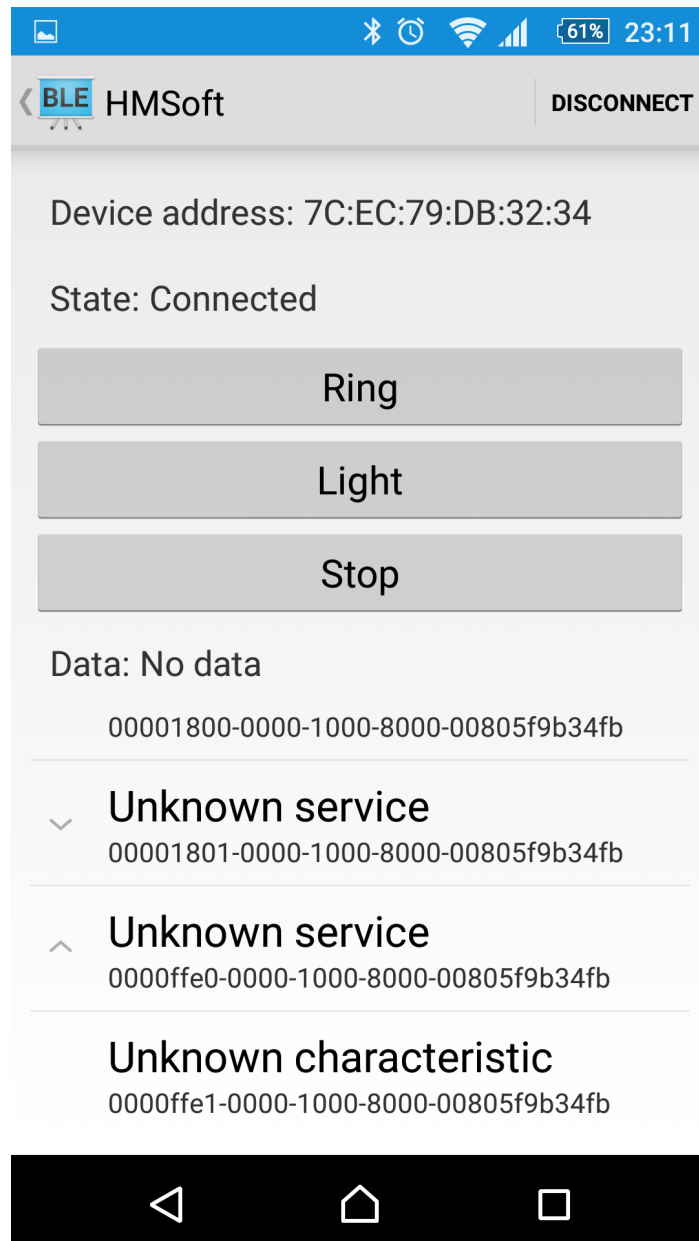 61% 23:11
BLE HMSoft DISCONNECT
Device address: 7C:EC:79:DB:32:34
State: Connected
Ring
Light
Stop
Data: No data
00001800-0000-1000-8000-00805f9b34fb
Unknown service
00001801-0000-1000-8000-00805f9b34fb
Unknown service
0000ffe0-0000-1000-8000-00805f9b34fb
Unknown characteristic
0000ffe1-0000-1000-8000-00805f9b34fb